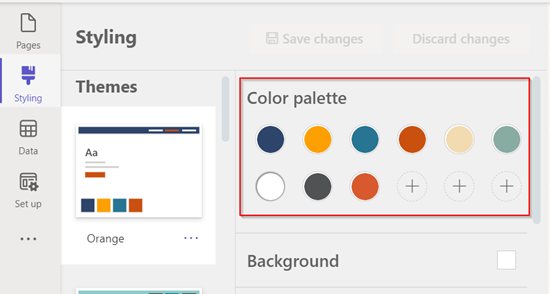 Pages
Styling
Data
Set up
Styling
Save changes
Discard changes
Themes
Aa
Orange
Color palette
Background